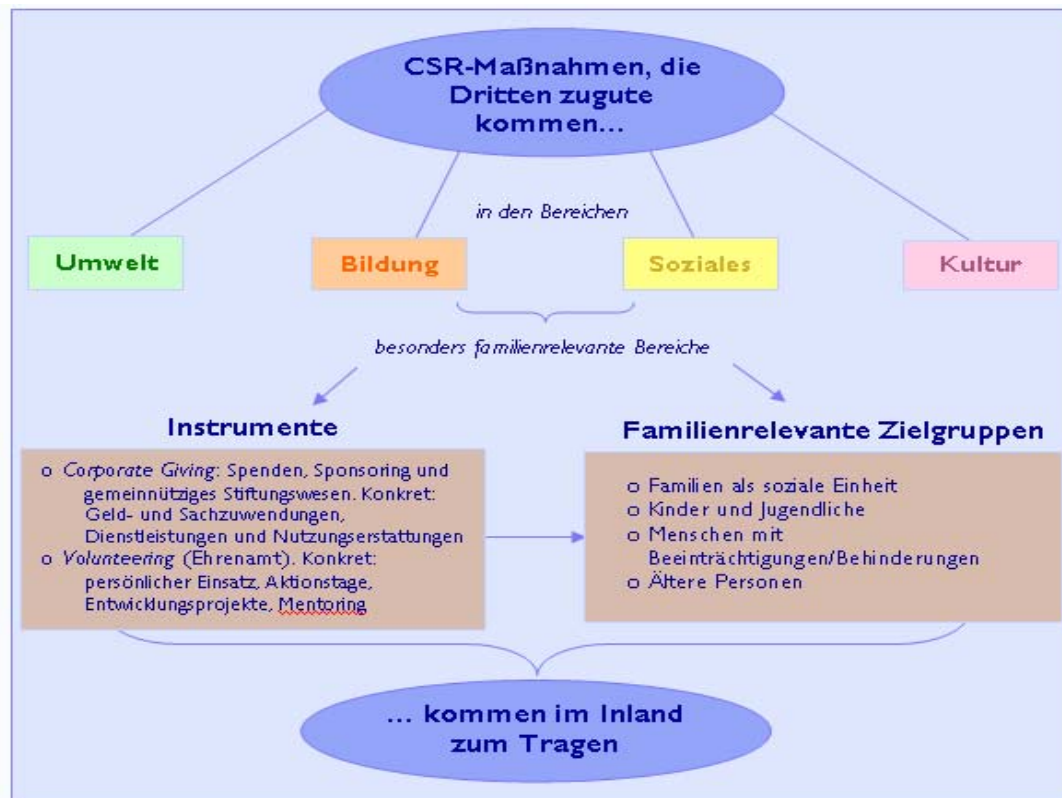 CSR-Maßnahmen, die
Dritten zugute
kommen...
in den Bereichen
Umwelt
Bildung
Soziales
Kultur
besonders familienrelevante Bereiche
Instrumente
o Corporate Giving: Spenden, Sponsoring und
gemeinnütziges Stiftungswesen. Konkret:
Geld- und Sachzuwendungen,
Dienstleistungen und Nutzungserstattungen
o Volunteering (Ehrenamt). Konkret:
persönlicher Einsatz, Aktionstage,
Entwicklungsprojekte, Mentoring
Familienrelevante Zielgruppen
o Familien als soziale Einheit
o Kinder und Jugendliche
o Menschen mit
Beeinträchtigungen/Behinderungen
o Ältere Personen
... kommen im Inland
zum Tragen